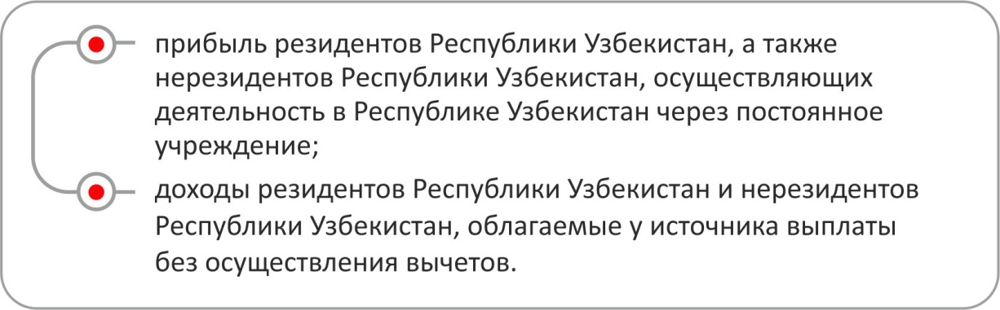 прибыль резидентов Республики Узбекистан, а также
нерезидентов Республики Узбекистан, осуществляющих
деятельность в Республике Узбекистан через постоянное
учреждение;
доходы резидентов Республики Узбекистан и нерезидентов
Республики Узбекистан, облагаемые у источника выплаты
без осуществления вычетов.